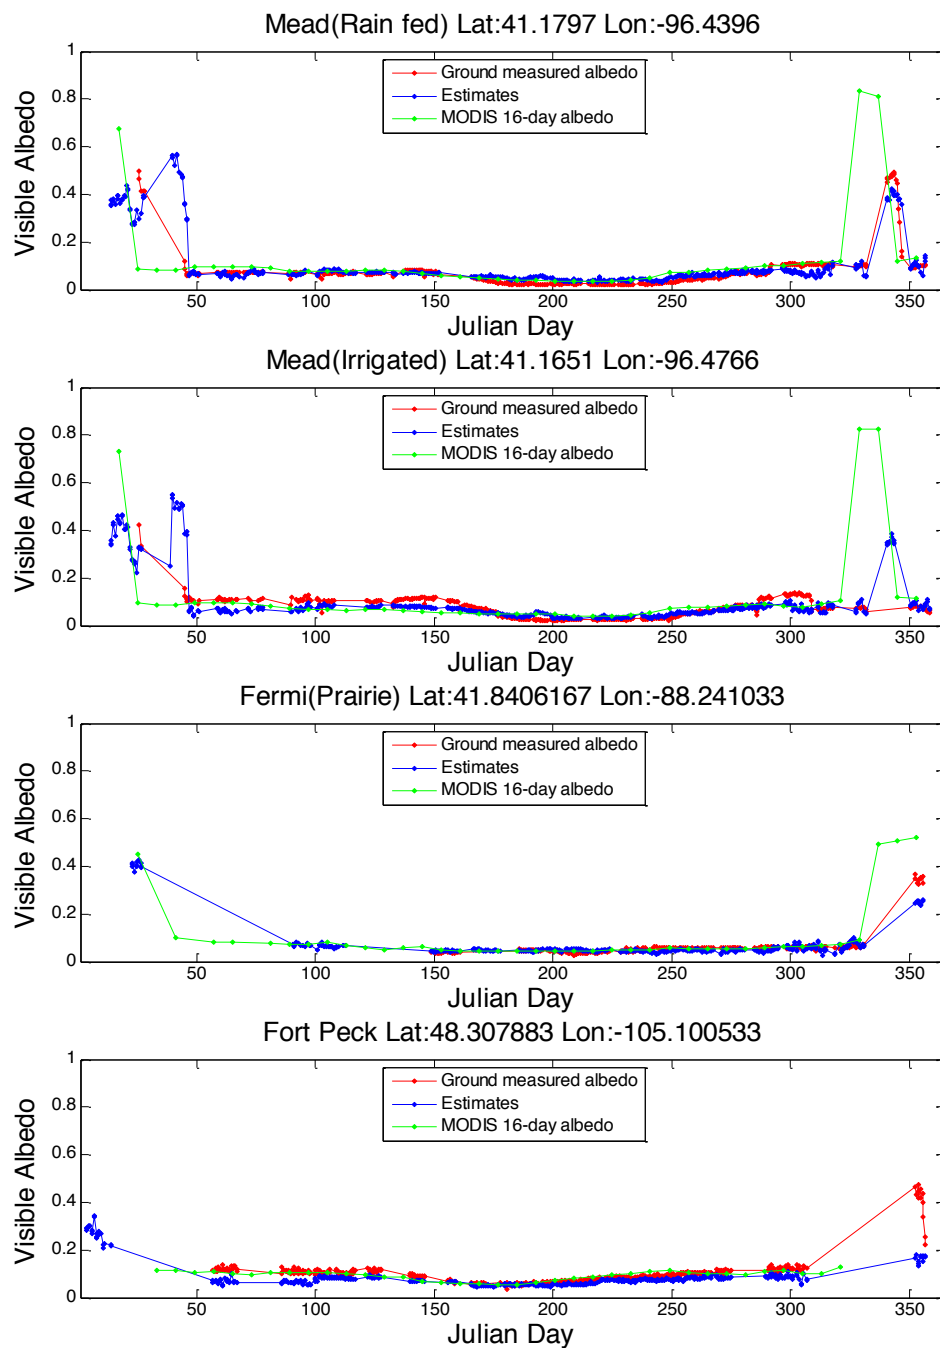 Mead(Rain fed) Lat:41.1797 Lon:-96.4396
1
0.8
0.6
0.4
0.2
0
Visible Albedo
Ground measured albedo
Estimates
MODIS 16-day albedo
50 100 150 200 250 300 350
Julian Day
Mead(Irrigated) Lat:41.1651 Lon:-96.4766
1
0.8
0.6
0.4
0.2
0
Visible Albedo
Ground measured albedo
Estimates
MODIS 16-day albedo
50 100 150 200 250 300 350
Julian Day
Fermi(Prairie) Lat:41.8406167 Lon:-88.241033
1
0.8
0.6
0.4
0.2
0
Visible Albedo
Ground measured albedo
Estimates
MODIS 16-day albedo
50 100 150 200 250 300 350
Julian Day
Fort Peck Lat:48.307883 Lon:-105.100533
1
0.8
0.6
0.4
0.2
0
Visible Albedo
Ground measured albedo
Estimates
MODIS 16-day albedo
50 100 150 200 250 300 350
Julian Day